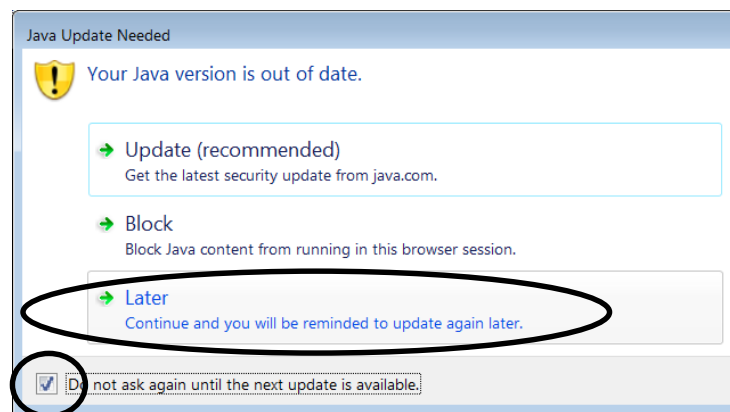 Java Update Needed
Your Java version is out of date.
Update (recommended)
Get the latest security update from java.com.
Block
Block Java content from running in this browser session.
Later
Continue and you will be reminded to update again later.
Do not ask again until the next update is available.